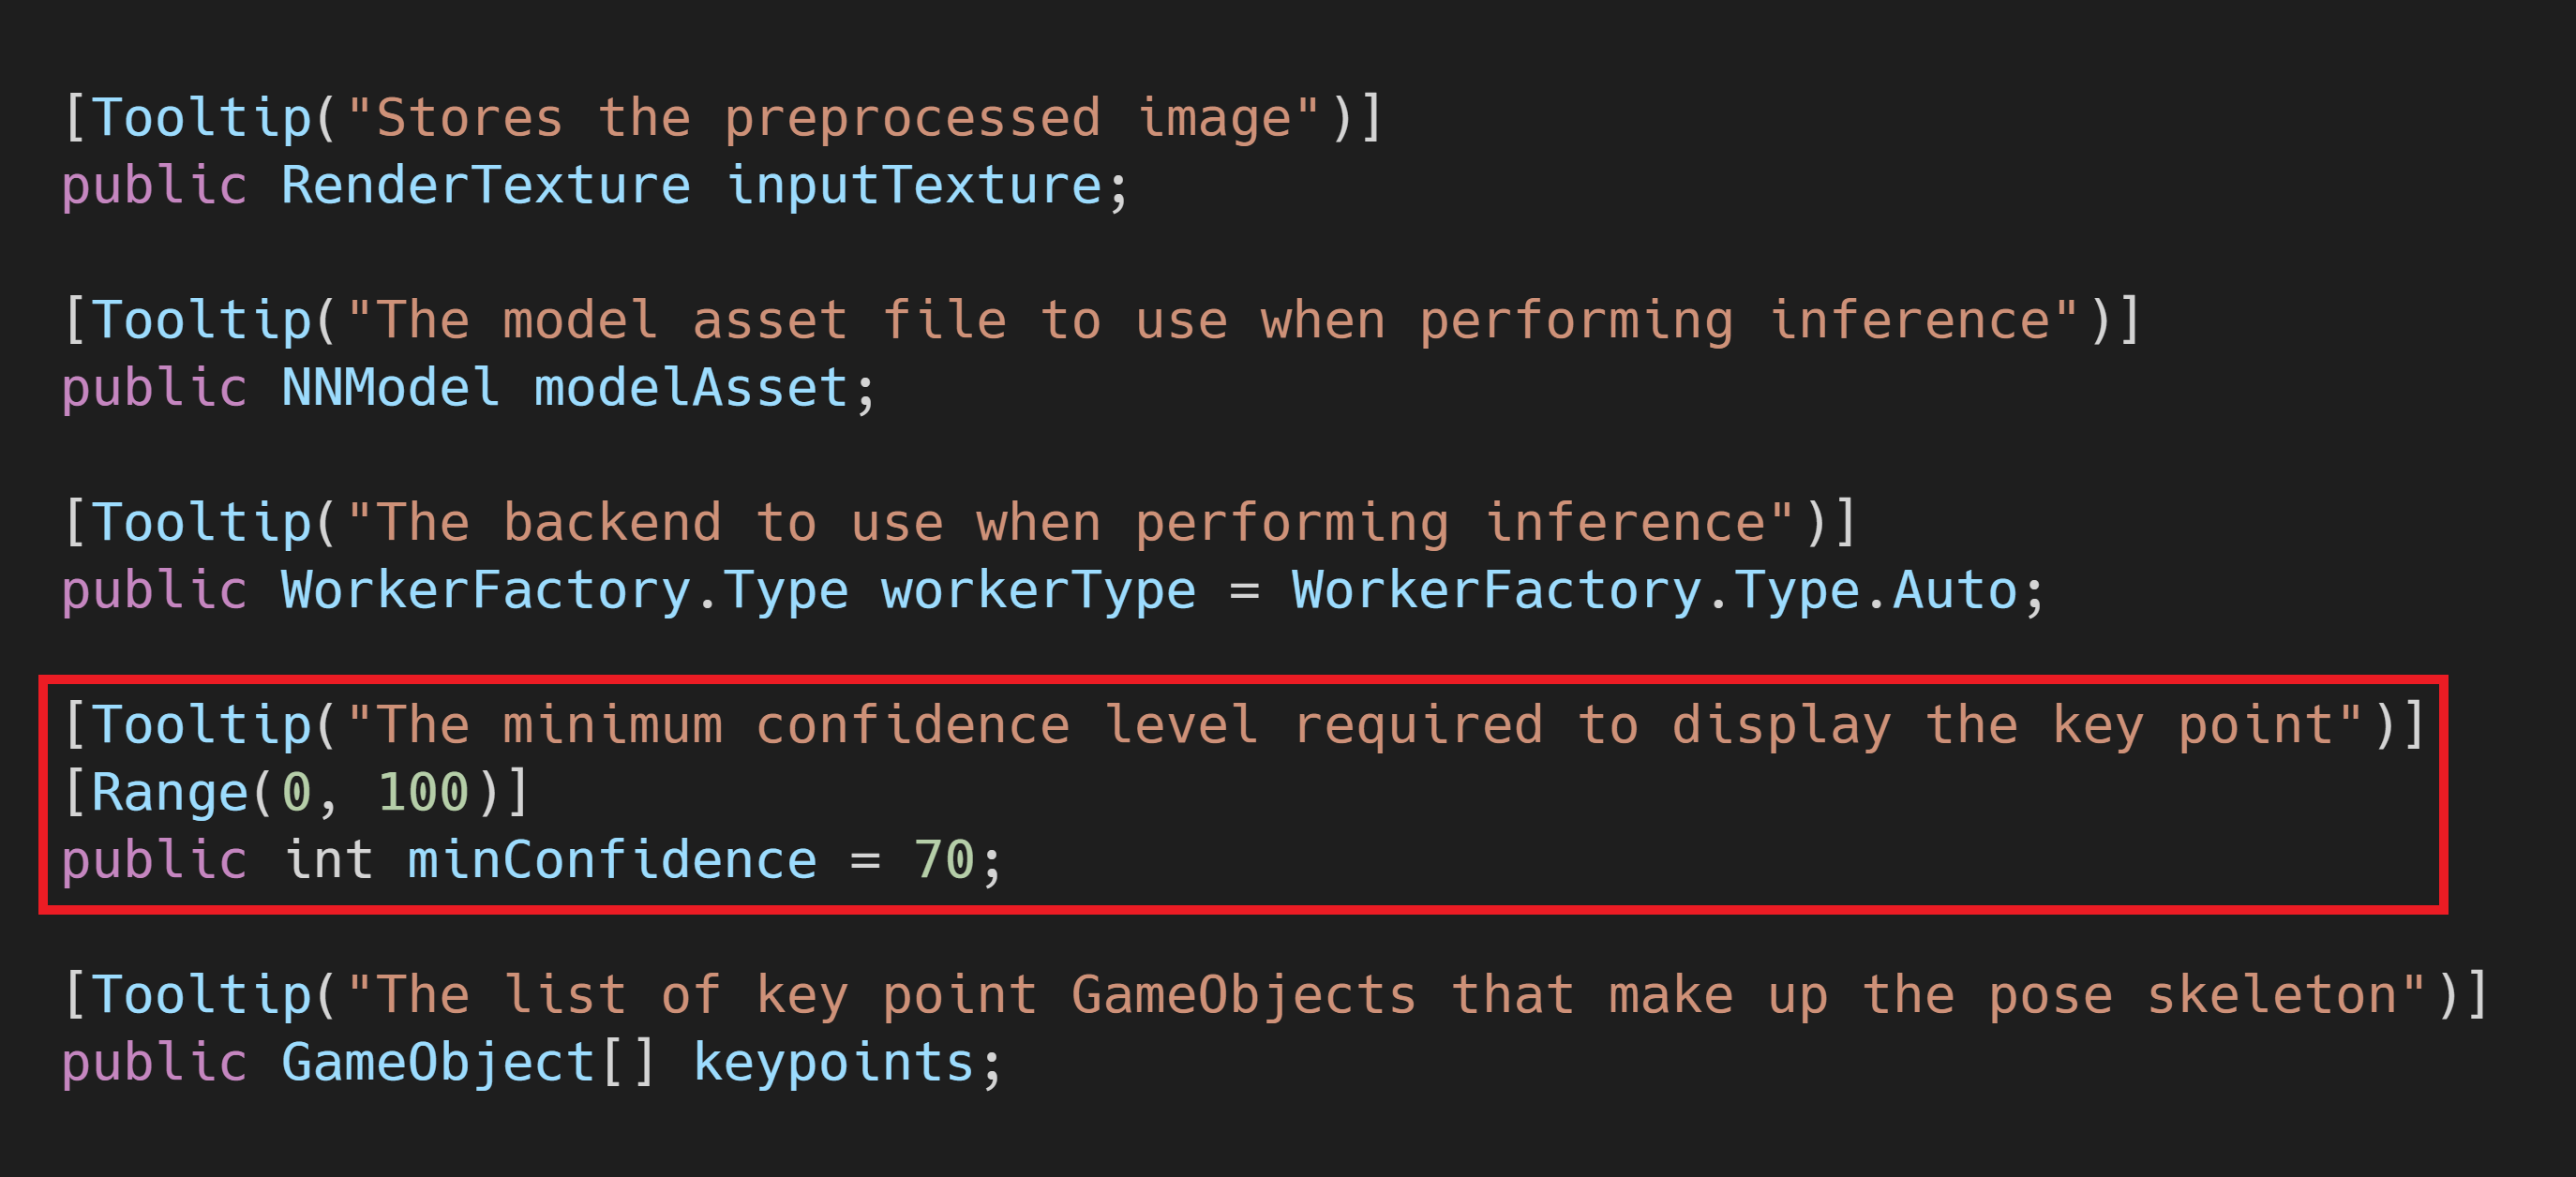 [Tooltip("Stores the preprocessed image")]
public RenderTexture inputTexture;
[Tooltip("The model asset file to use when performing inference")]
public NNModel modelAsset;
[Tooltip("The backend to use when performing inference")]
public WorkerFactory.Type workerType = WorkerFactory.Type.Auto;
[Tooltip("The minimum confidence level required to display the key point")]
[Range(0, 100)]
public int minConfidence = 70;
[Tooltip("The list of key point GameObjects that make up the pose skeleton")]
public GameObject[] keypoints;